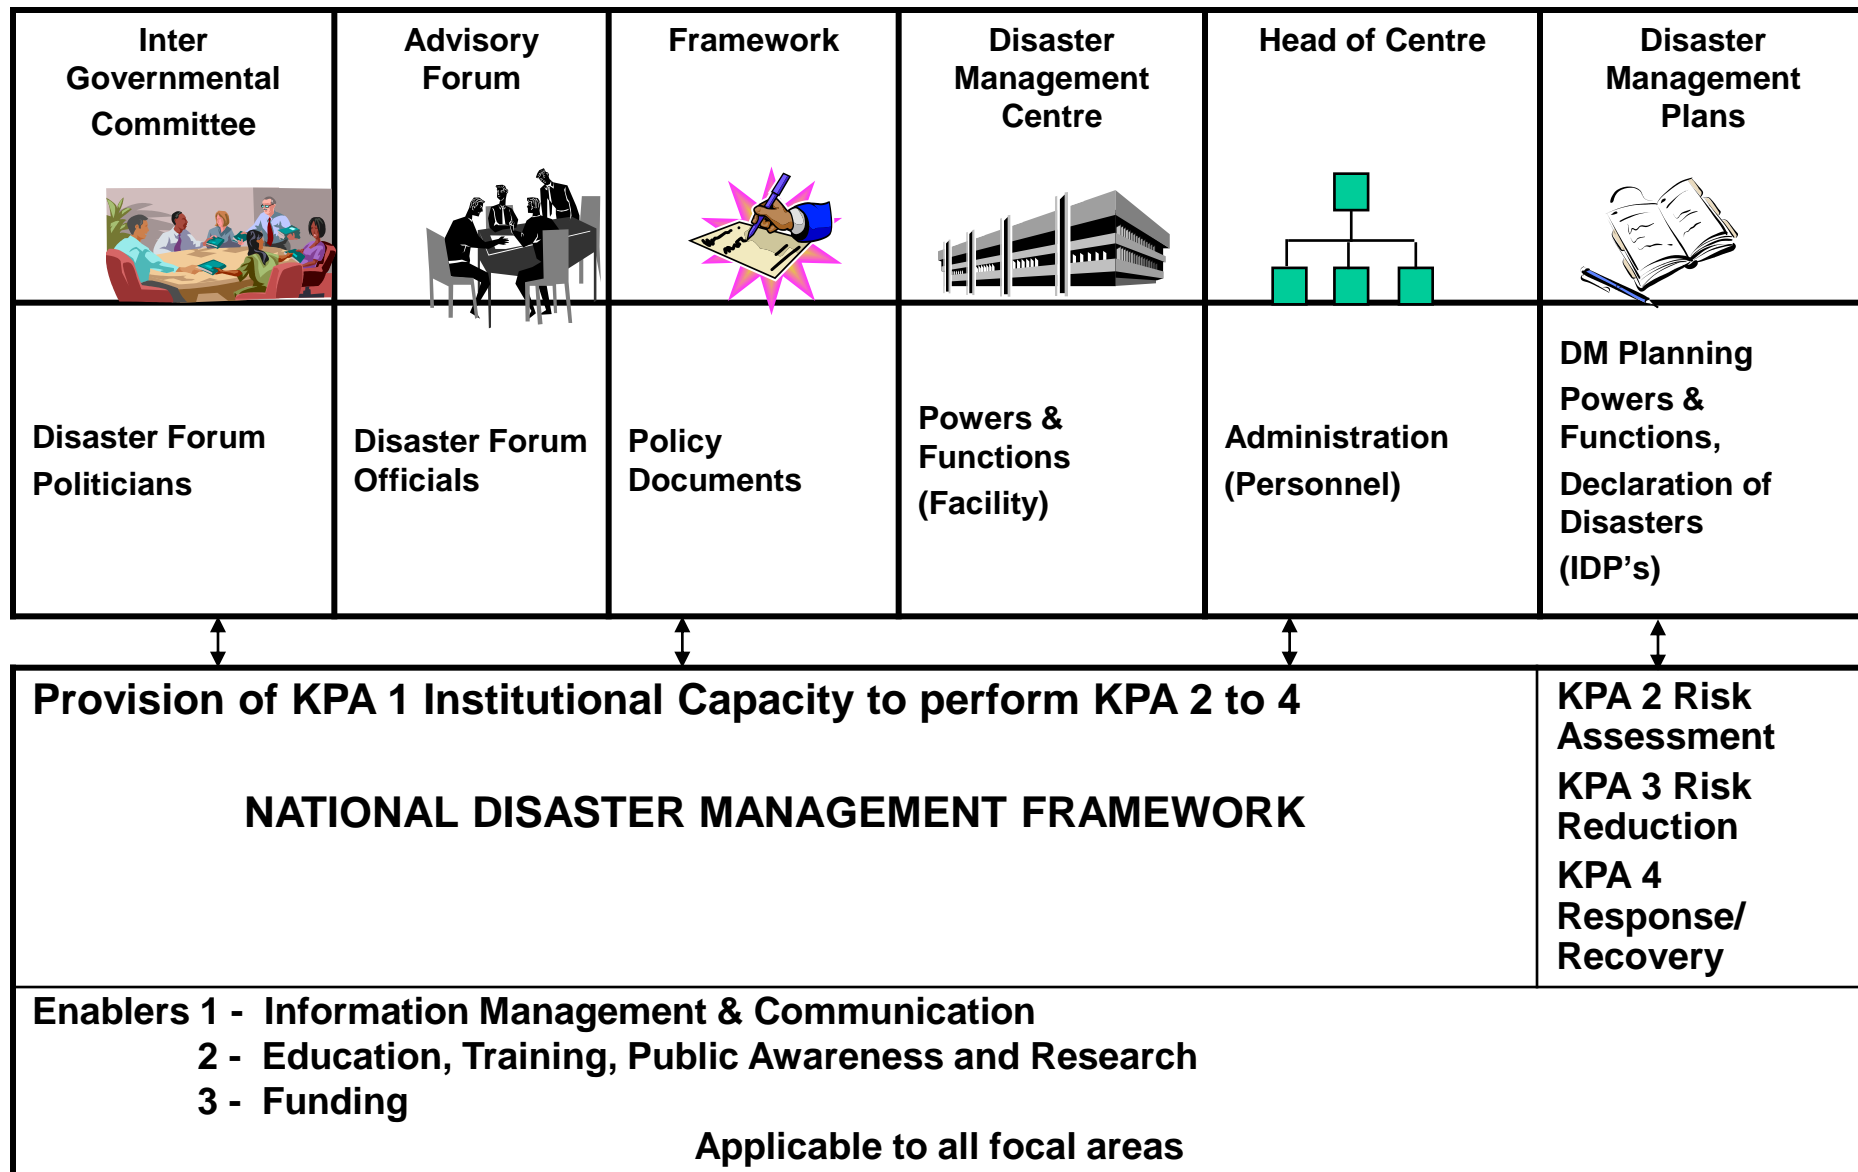 Inter
Governmental
Committee
Advisory
Forum
Framework
Disaster
Management
Centre
Head of Centre
Disaster
Management
Plans
Disaster Forum
Politicians
Disaster Forum
Officials
Policy
Documents
Powers &
Functions
(Facility)
Administration
(Personnel)
DM Planning
Powers &
Functions,
Declaration of
Disasters
(IDP’s)
Provision of KPA 1 Institutional Capacity to perform KPA 2 to 4
NATIONAL DISASTER MANAGEMENT FRAMEWORK
KPA 2 Risk
Assessment
KPA 3 Risk
Reduction
KPA 4
Response/
Recovery
Enablers 1 - Information Management & Communication
2 - Education, Training, Public Awareness and Research
3 - Funding
Applicable to all focal areas